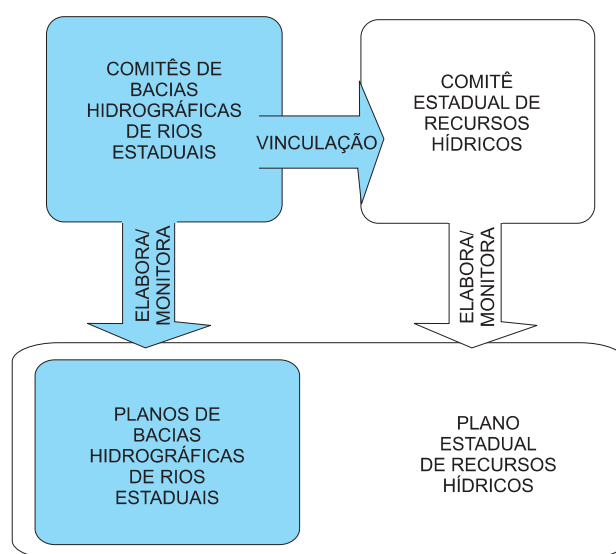 COMITÊS DE
BACIAS
HIDROGRÁFICAS
DE RIOS
ESTADUAIS
VINCULAÇÃO
COMITÊ
ESTADUAL DE
RECURSOS
HÍDRICOS
ELABORA/
MONITORA
ELABORA/
MONITORA
PLANOS DE
BACIAS
HIDROGRÁFICAS
DE RIOS
ESTADUAIS
PLANO
ESTADUAL
DE RECURSOS
HÍDRICOS